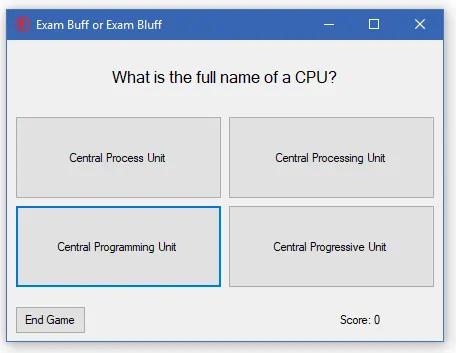 Exam Buff or Exam Bluff
What is the full name of a CPU?
Central Process Unit
Central Processing Unit
Central Programming Unit
Central Progressive Unit
End Game
Score: 0